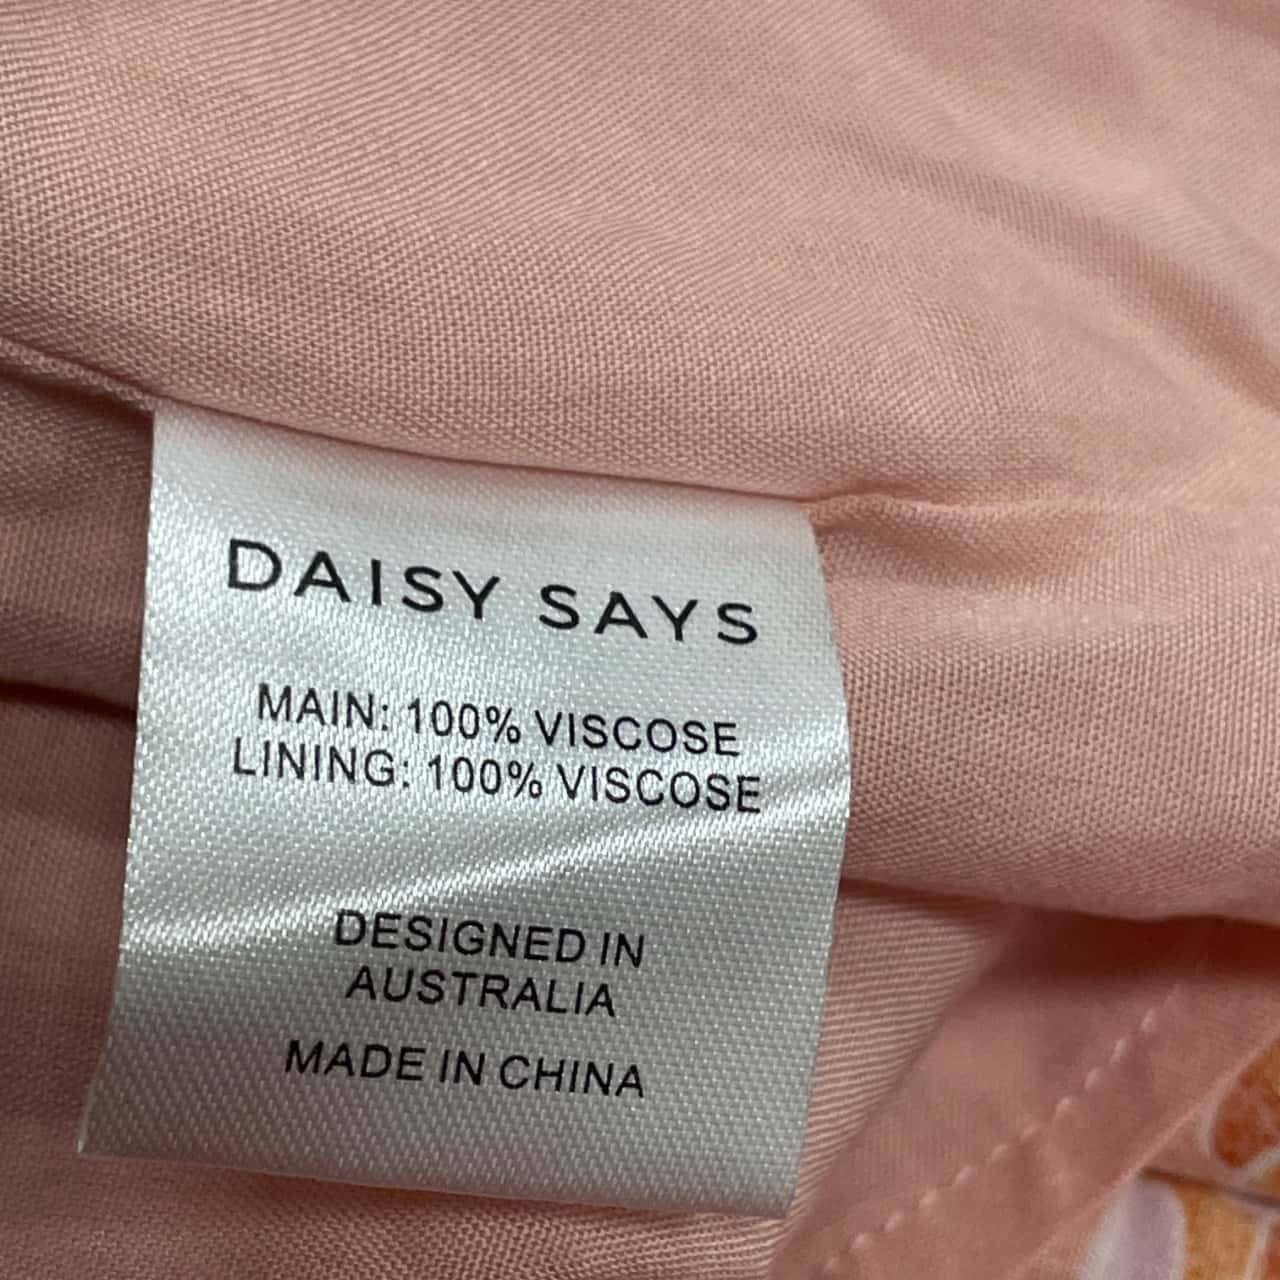 DAISY SAYS
MAIN: 100% VISCOSE
LINING: 100% VISCOSE
DESIGNED IN
AUSTRALIA
MADE IN CHINA